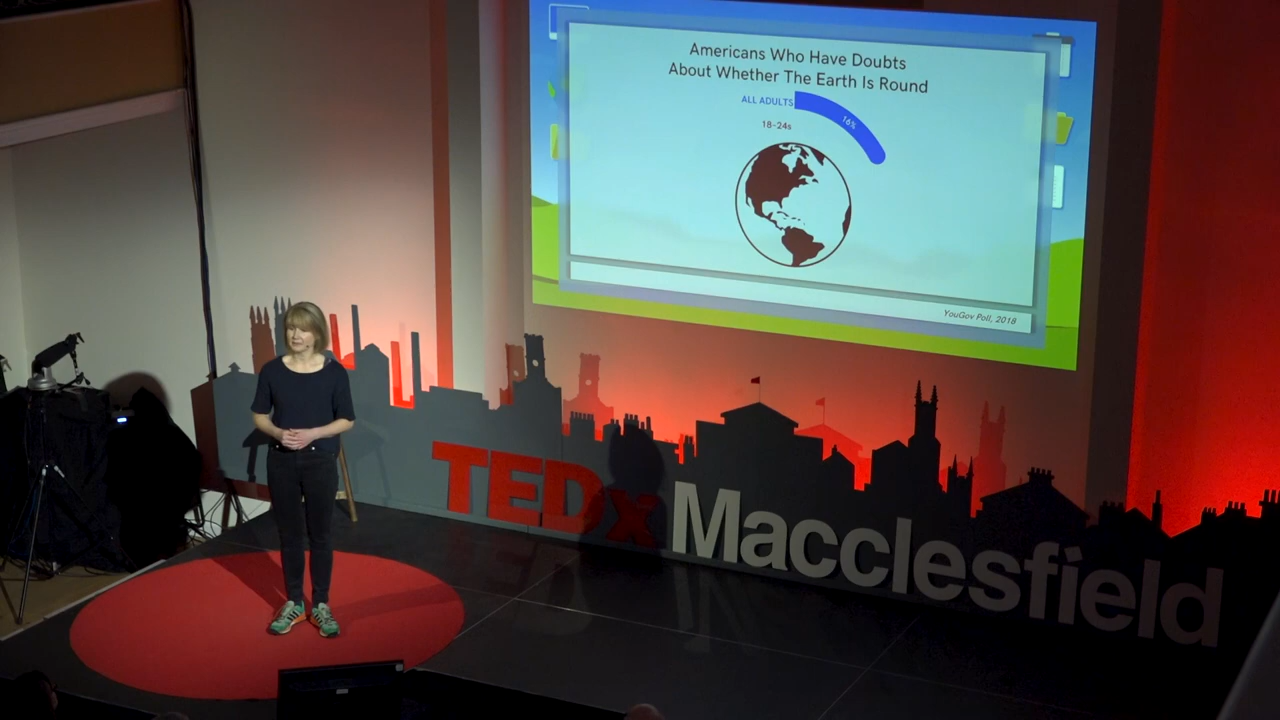 Americans Who Have Doubts
About Whether The Earth Is Round
ALL ADULTS
16%
18-24s
YouGov Poll, 2018
TEDx Macclesfield